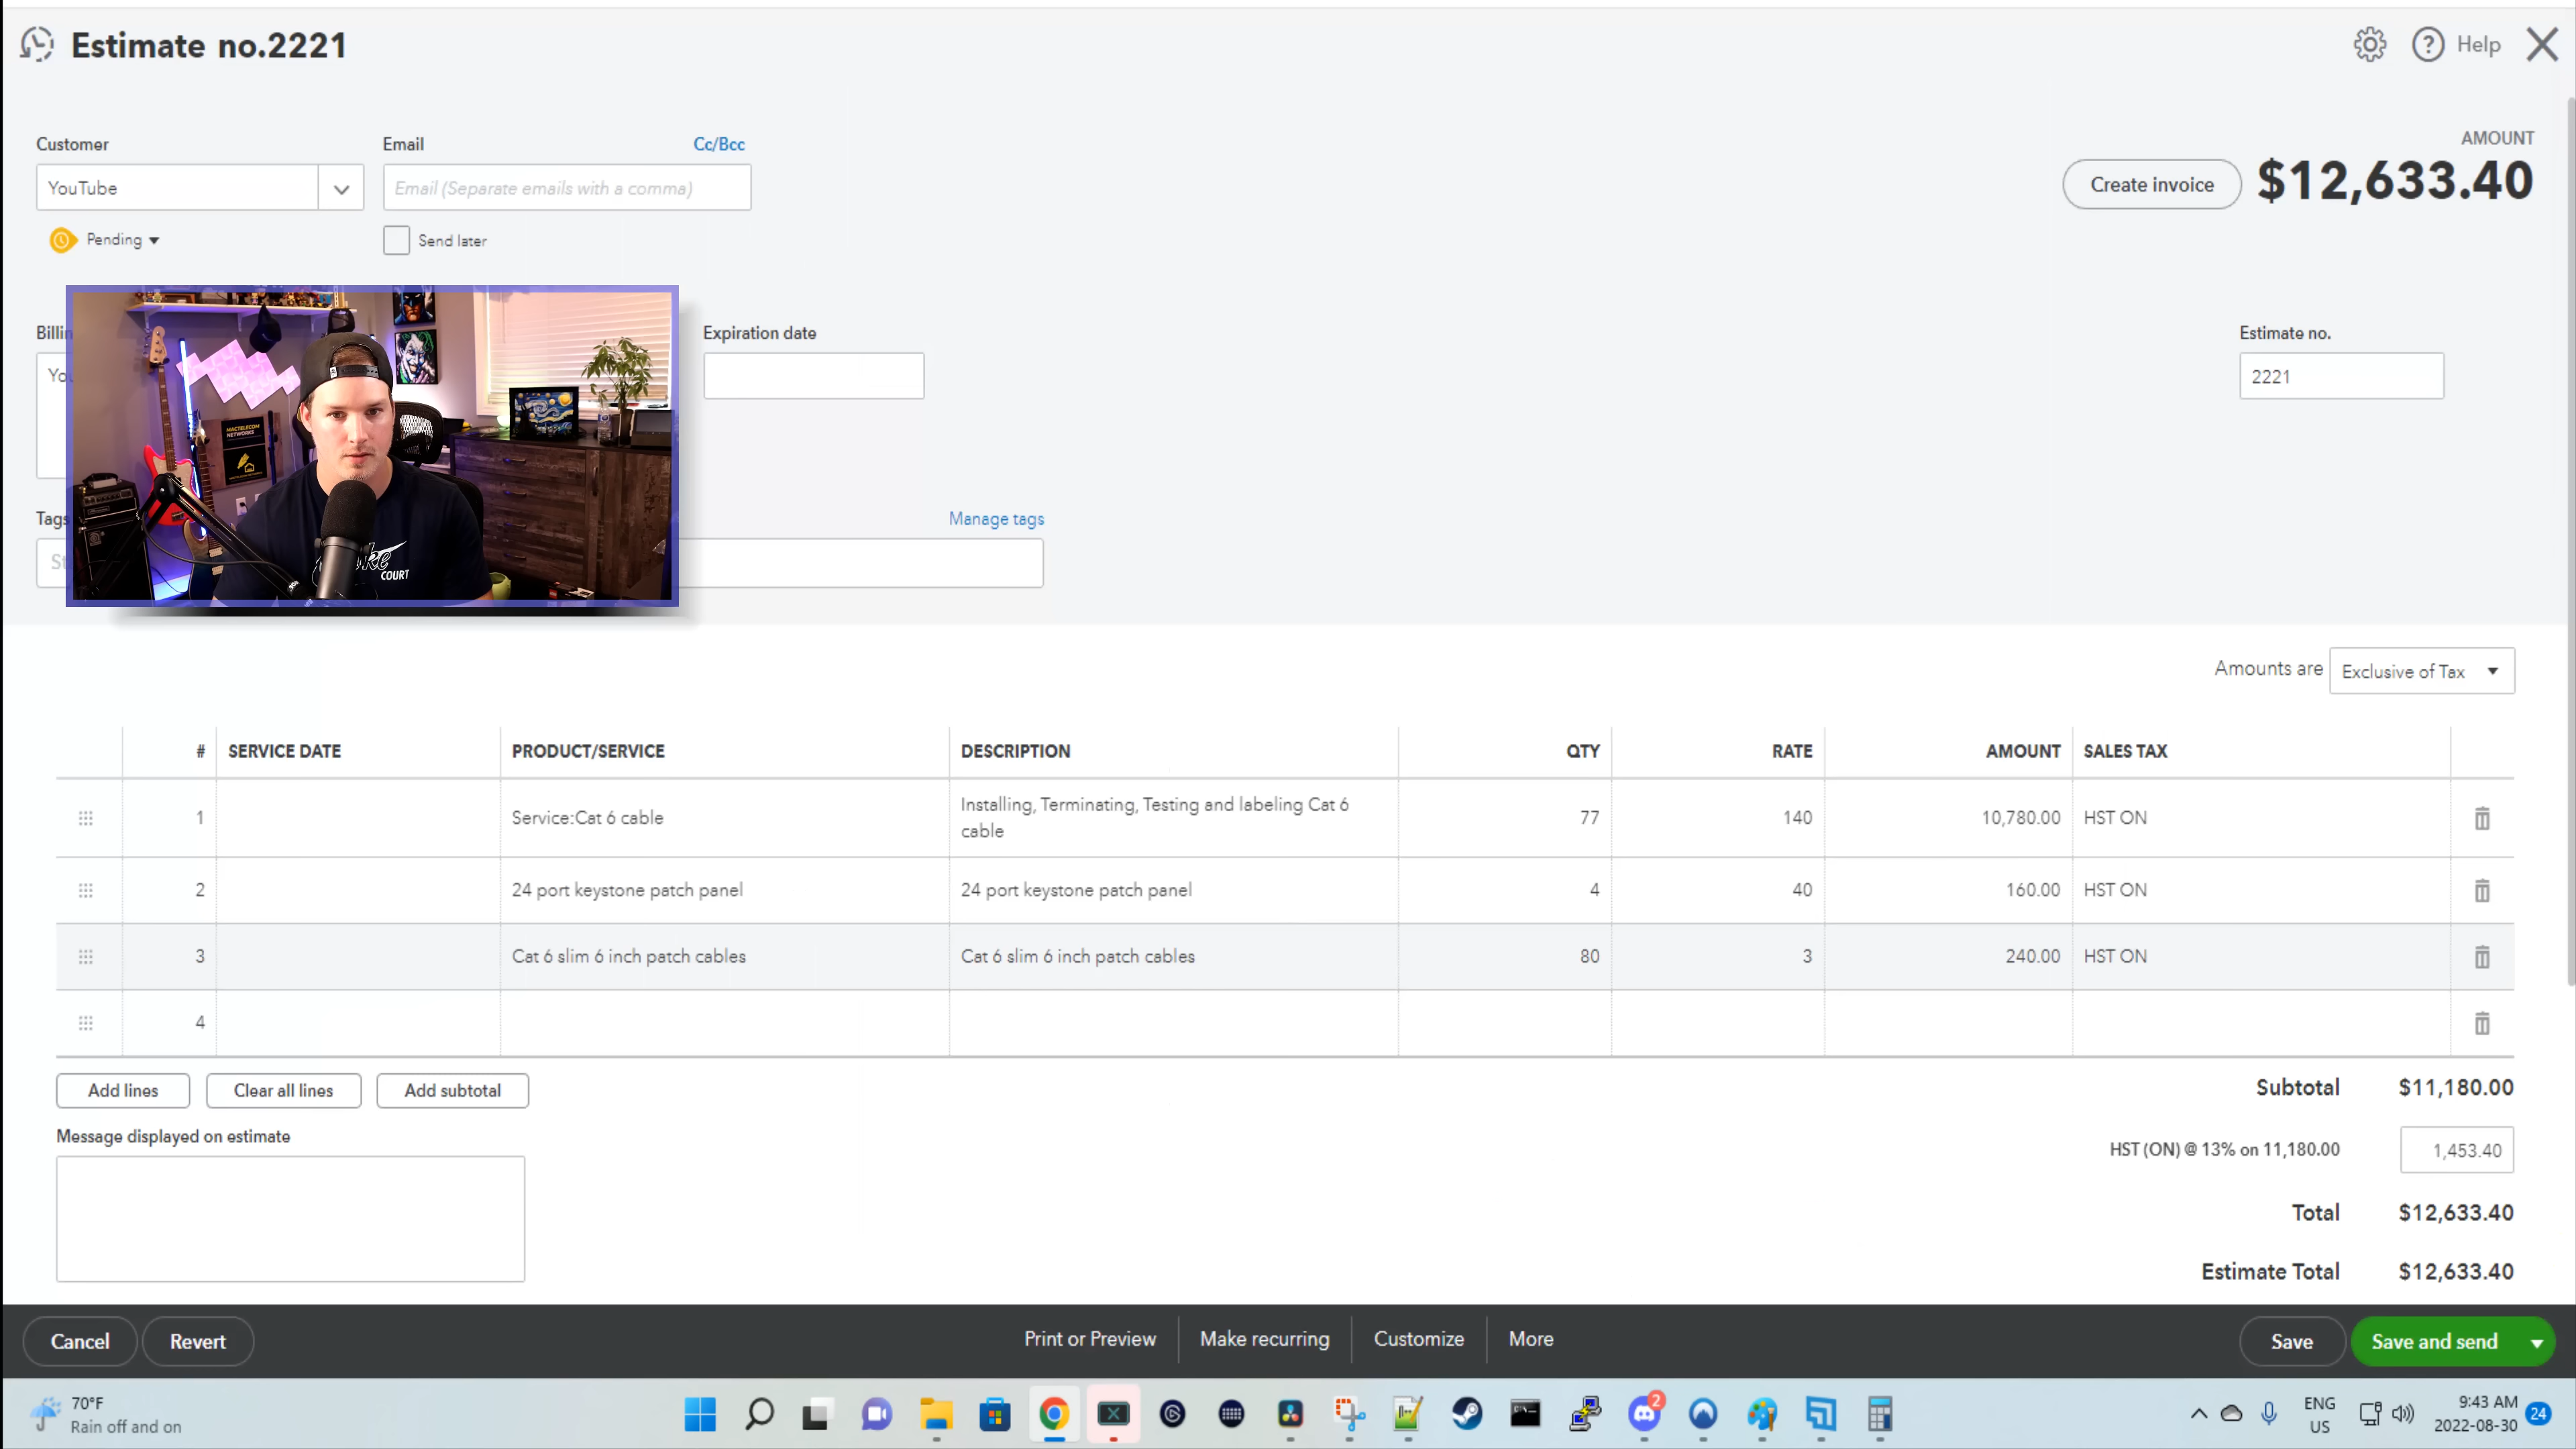 Estimate no.2221
Help
Customer
Email
Cc/Bcc
AMOUNT
YouTube
Email (Separate emails with a comma)
Create invoice
$12,633.40
Pending
Send later
Billin
Expiration date
Estimate no.
You
2221
MACTELECOM
NETWORKS
Tags
Manage tags
St
COURT
Amounts are
Exclusive of Tax
# SERVICE DATE PRODUCT/SERVICE DESCRIPTION QTY RATE AMOUNT SALES TAX
1 Service:Cat 6 cable Installing, Terminating, Testing and labeling Cat 6
cable 77 140 10,780.00 HST ON
2 24 port keystone patch panel 24 port keystone patch panel 4 40 160.00 HST ON
3 Cat 6 slim 6 inch patch cables Cat 6 slim 6 inch patch cables 80 3 240.00 HST ON
4
Add lines
Clear all lines
Add subtotal
Subtotal $11,180.00
Message displayed on estimate
HST (ON) @ 13% on 11,180.00 1,453.40
Total $12,633.40
Estimate Total $12,633.40
Cancel
Revert
Print or Preview
Make recurring
Customize
More
Save
Save and send
70°F
Rain off and on
2
ENG
US
9:43 AM
2022-08-30
24